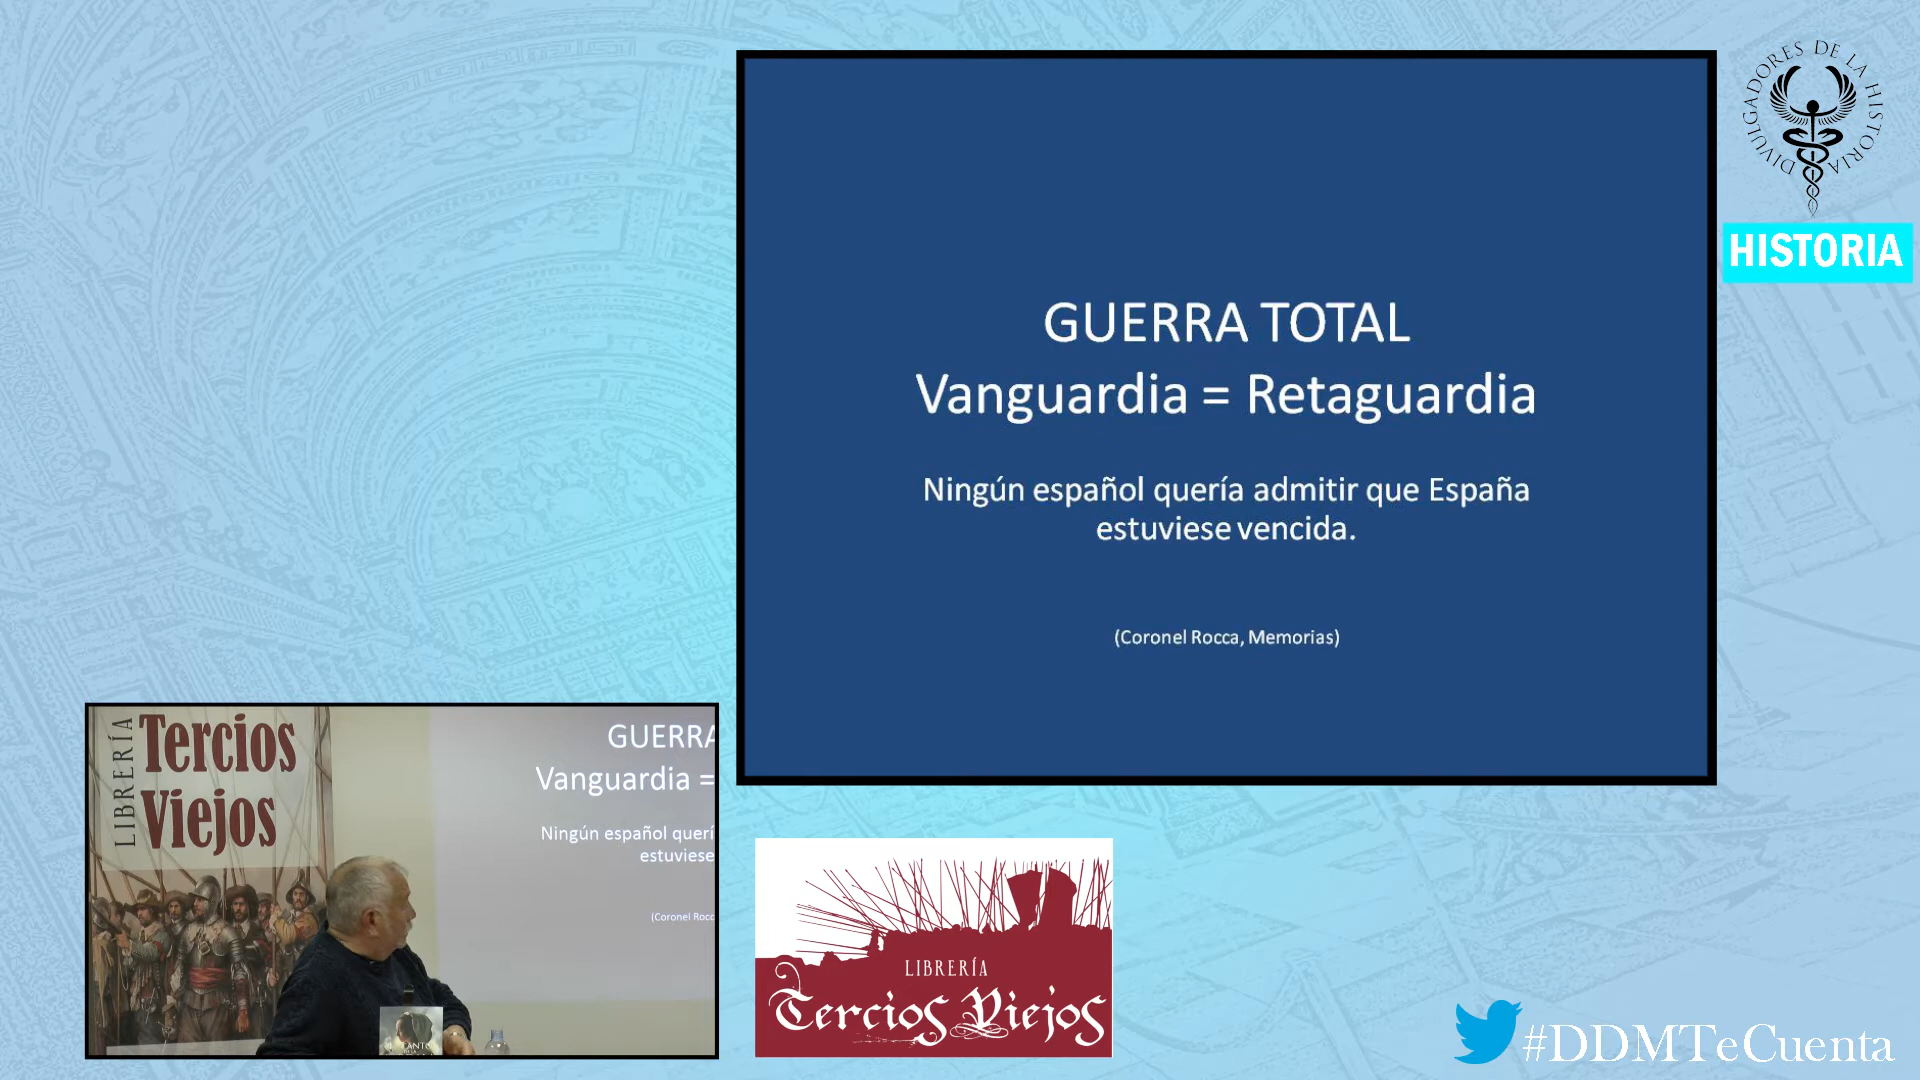 DIVULGADORES DE LA HISTORIA
HISTORIA
GUERRA TOTAL
Vanguardia = Retaguardia
Ningún español quería admitir que España
estuviese vencida.
(Coronel Rocca, Memorias)
LIBRERÍA
Tercios
Viejos
GUERRA
Vanguardia =
Ningún español querí
estuviese
(Coronel Rocc
LIBRERÍA
Tercios Viejos
#DDMTeCuenta